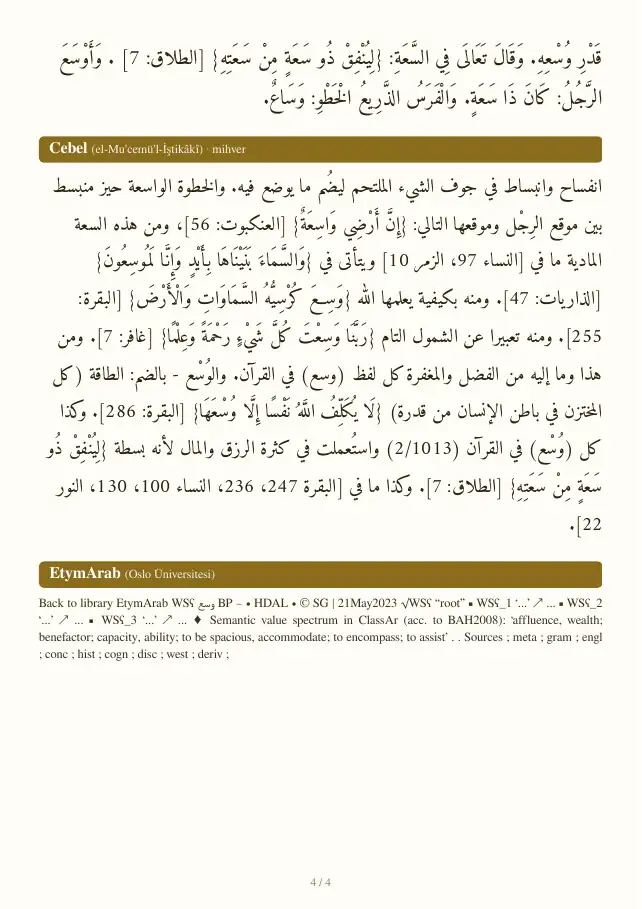 قَدْرِ وُسْعِهِ. وَقَالَ تَعَالَى فِي السَّعَةِ: {لِيُنْفِقْ ذُو سَعَةٍ مِنْ سَعَتِهِ} [الطلاق: 7] . وَأَوْسَعَ
الرَّجُلُ: كَانَ ذَا سَعَةٍ. وَالْفَرَسُ الذَّرِيعُ الْخَطْوِ: وَسَاعٌ.
Cebel (el-Mu'cemü'l-İştikâkî) · mihver
انفساح وانبساط في جوف الشيء الملتحم ليضُم ما يوضع فيه. والخطوة الواسعة حيز منبسط
بين موقع الرِجْل وموقعها التالي: {إِنَّ أَرْضِي وَاسِعَةٌ} [العنكبوت: 56]، ومن هذه السعة
المادية ما في [النساء 97، الزمر 10] ويتأتى في {وَالسَّمَاءَ بَنَيْنَاهَا بِأَيْدٍ وَإِنَّا لَمُوسِعُونَ}
[الذاريات: 47]. ومنه بكيفية يعلمها الله {وَسِعَ كُرْسِيُّهُ السَّمَاوَاتِ وَالْأَرْضَ} [البقرة:
255]. ومنه تعبيرا عن الشمول التام {رَبَّنَا وَسِعْتَ كُلَّ شَيْءٍ رَحْمَةً وَعِلْمًا} [غافر: 7]. ومن
هذا وما إليه من الفضل والمغفرة كل لفظ (وسع) في القرآن. والوُسْع - بالضم: الطاقة (كل
المختزن في باطن الإنسان من قدرة) {لَا يُكَلِّفُ اللَّهُ نَفْسًا إِلَّا وُسْعَهَا} [البقرة: 286]. وكذا
كل (وُسْع) في القرآن (2/1013) واستُعملت في كثرة الرزق والمال لأنه بسطة {لِيُنْفِقْ ذُو
سَعَةٍ مِنْ سَعَتِهِ} [الطلاق: 7]. وكذا ما في [البقرة 247، 236، النساء 100، 130، النور
22].
EtymArab (Oslo Üniversitesi)
Back to library EtymArab WSʕ وسع BP – • HDAL • © SG | 21May2023 √WSʕ “root” ▪ WSʕ_1 ‘...’ ↗ ... ▪ WSʕ_2
‘...’ ↗ ... ▪ WSʕ_3 ‘...’ ↗ ... ♦ Semantic value spectrum in ClassAr (acc. to BAH2008): ‘affluence, wealth;
benefactor; capacity, ability; to be spacious, accommodate; to encompass; to assist’ . . Sources ; meta ; gram ; engl
; conc ; hist ; cogn ; disc ; west ; deriv ;
4 / 4